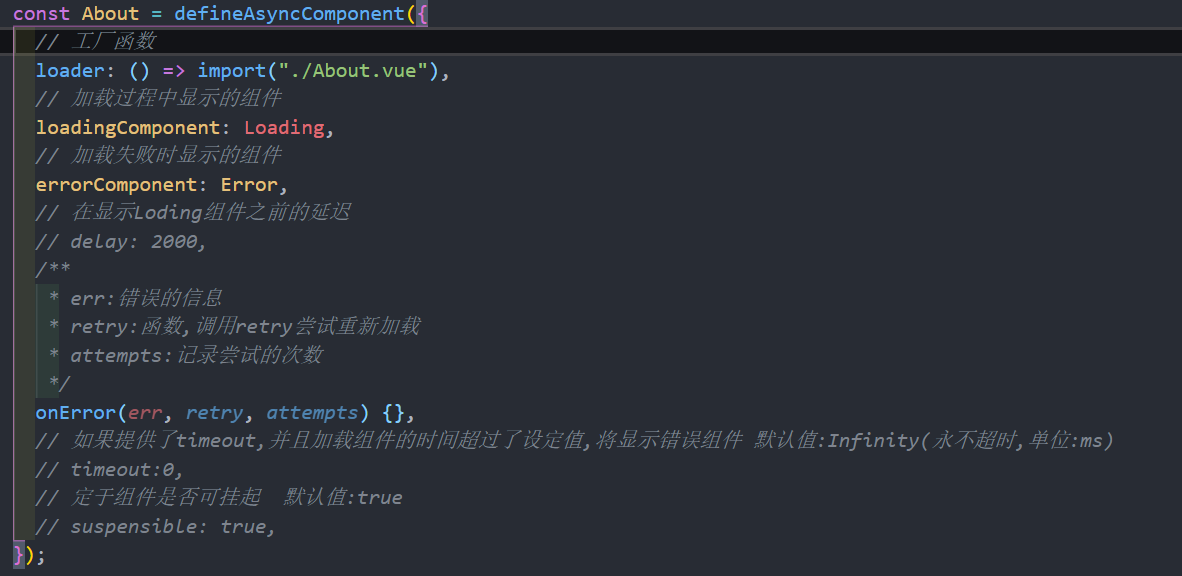 const About = defineAsyncComponent({
// 工厂函数
loader: () => import("./About.vue"),
// 加载过程中显示的组件
loadingComponent: Loading,
// 加载失败时显示的组件
errorComponent: Error,
// 在显示Loding组件之前的延迟
// delay: 2000,
/**
* err:错误的信息
* retry:函数,调用retry尝试重新加载
* attempts:记录尝试的次数
*/
onError(err, retry, attempts) {},
// 如果提供了timeout,并且加载组件的时间超过了设定值,将显示错误组件 默认值:Infinity(永不超时,单位:ms)
// timeout:0,
// 定于组件是否可挂起  默认值:true
// suspensible: true,
});